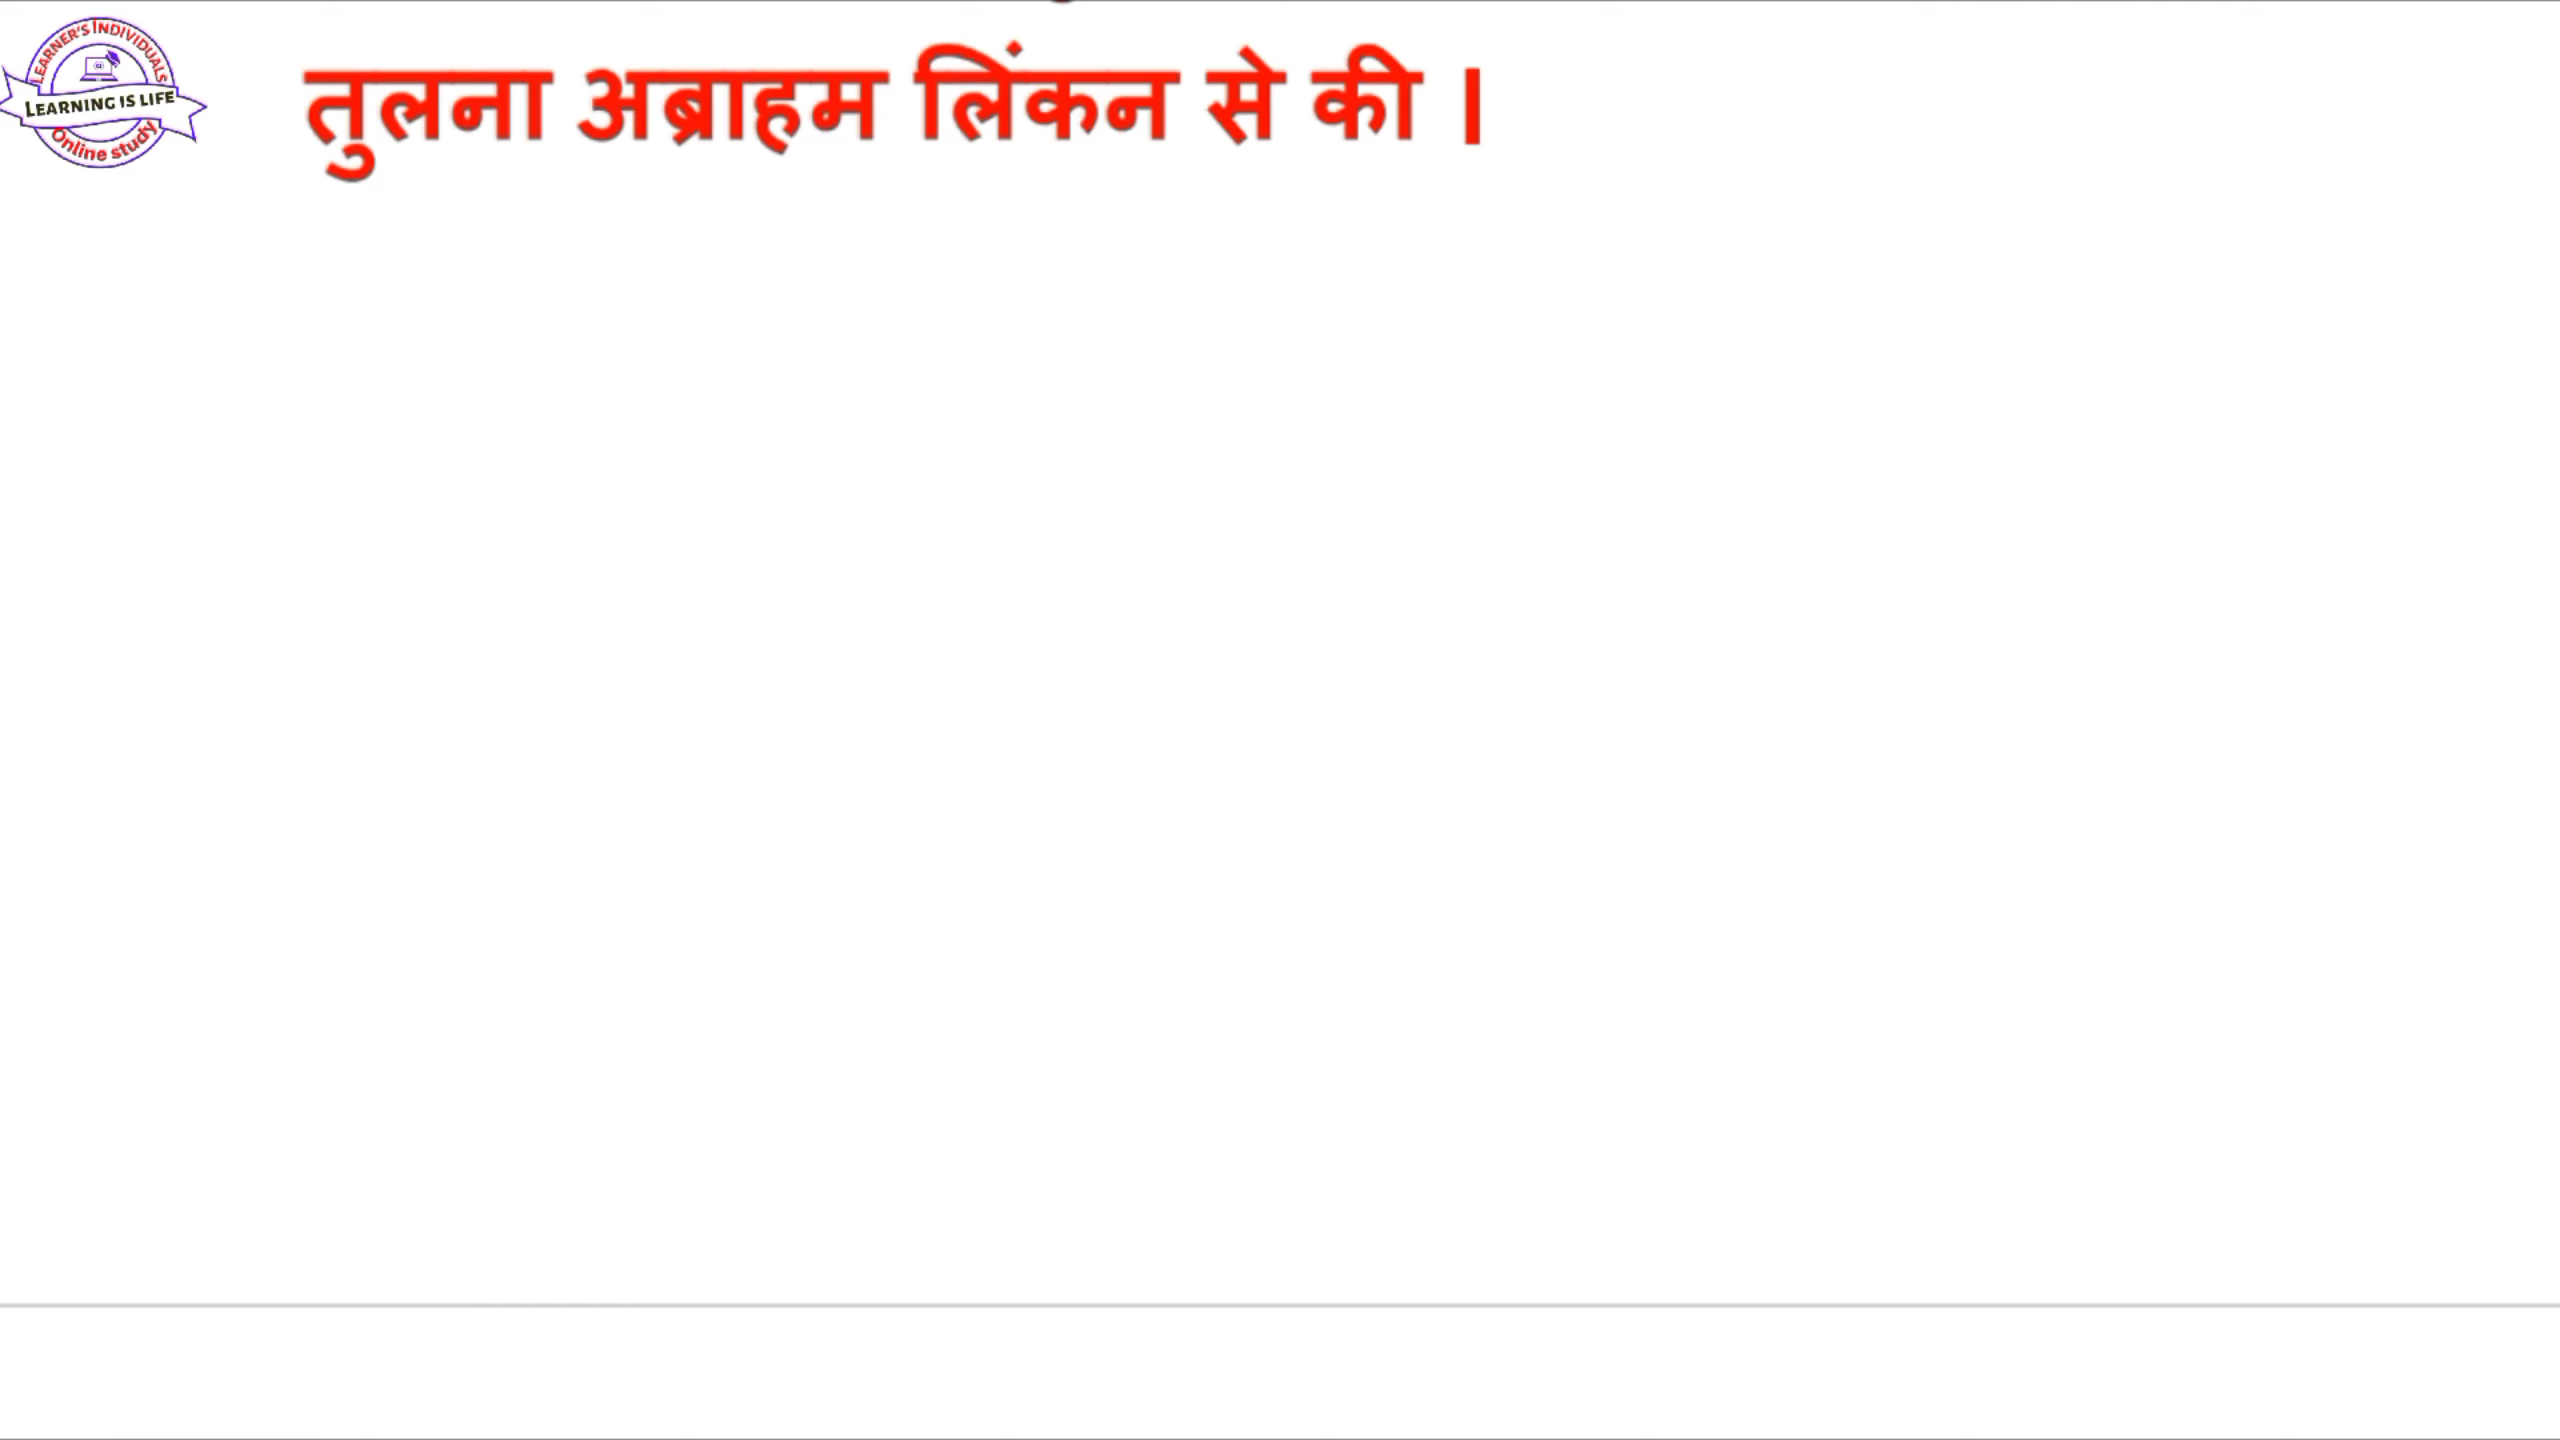 LEARNER'S INDIVIDUALS
LEARNING IS LIFE
Online study
तुलना अब्राहम लिंकन से की |